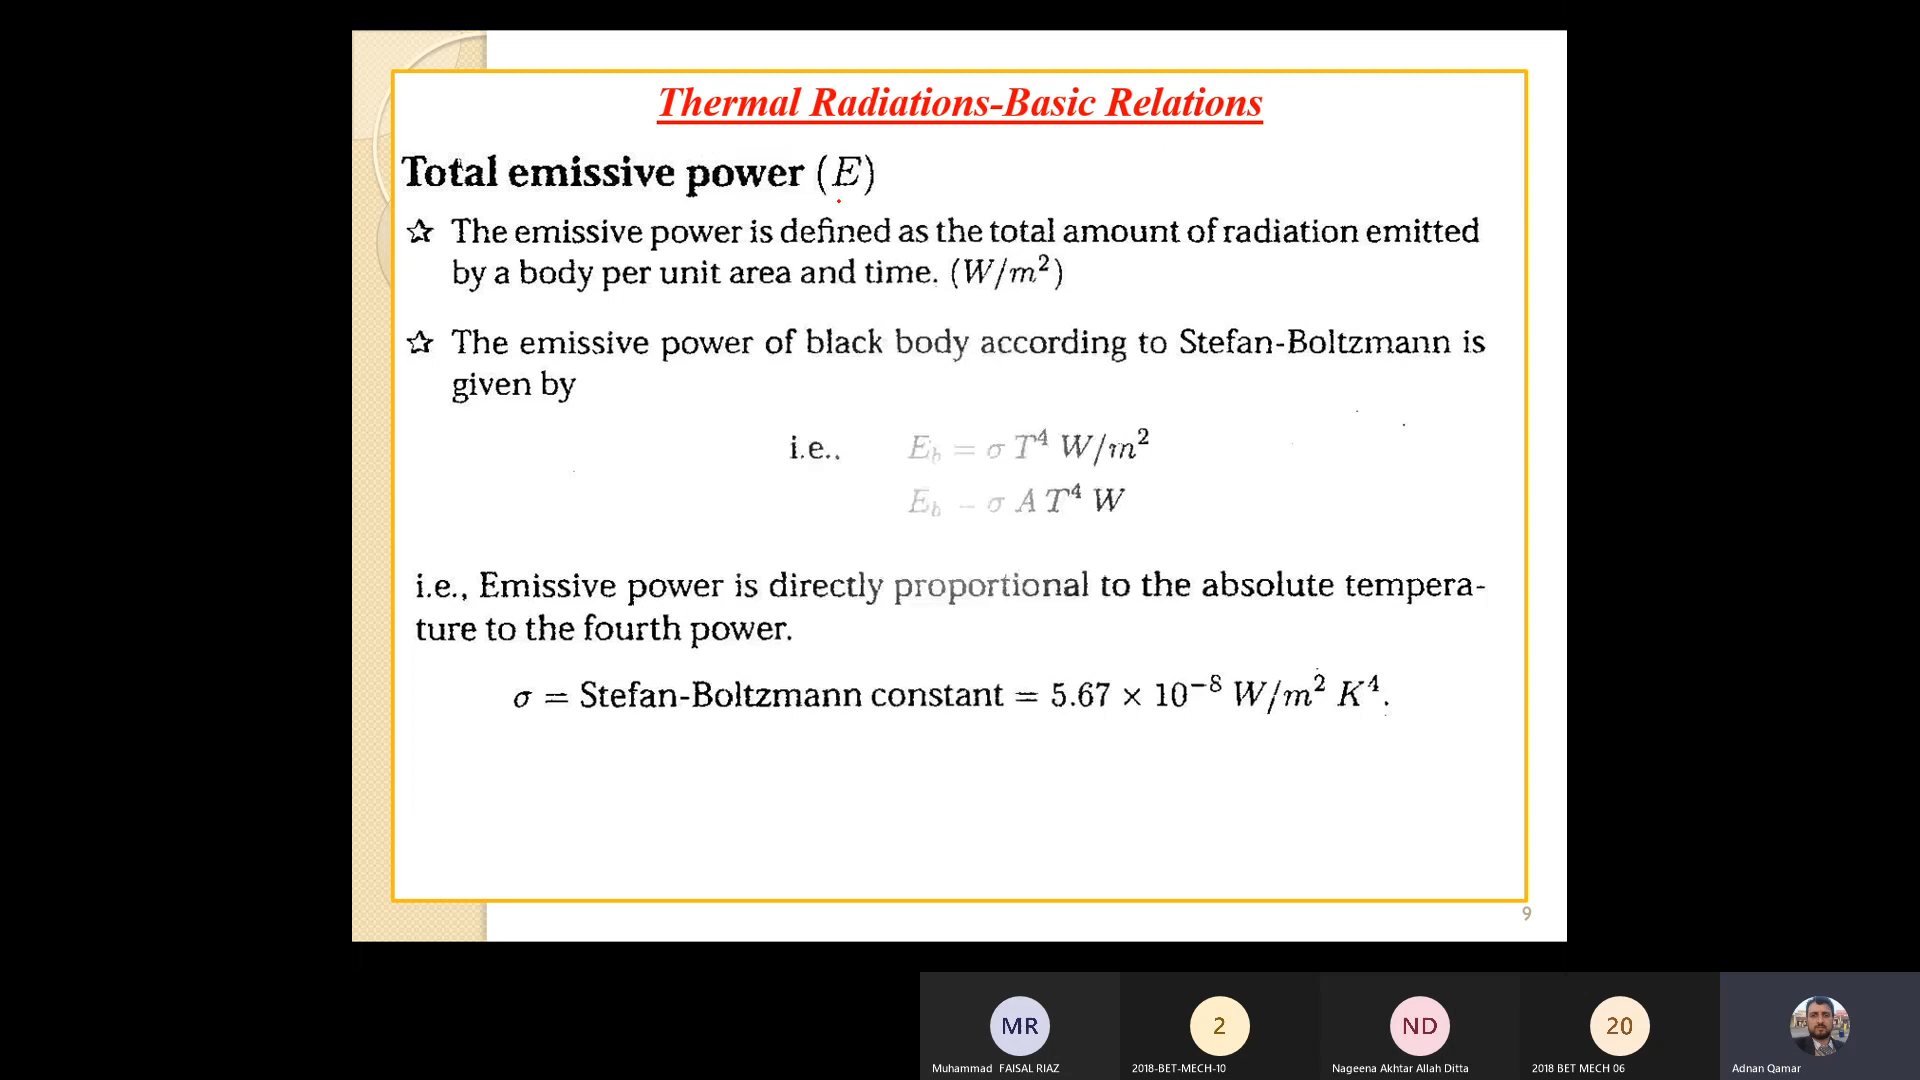 Thermal Radiations-Basic Relations
Total emissive power (E)
☆ The emissive power is defined as the total amount of radiation emitted
by a body per unit area and time. (W/m²)
☆ The emissive power of black body according to Stefan-Boltzmann is
given by
i.e.. E_b = σ T⁴ W/m²
E_b = σ A T⁴ W
i.e., Emissive power is directly proportional to the absolute tempera-
ture to the fourth power.
σ = Stefan-Boltzmann constant = 5.67 × 10⁻⁸ W/m² K⁴.
9
MR
2
ND
20
Muhammad FAISAL RIAZ
2018-BET-MECH-10
Nageena Akhtar Allah Ditta
2018 BET MECH 06
Adnan Qamar